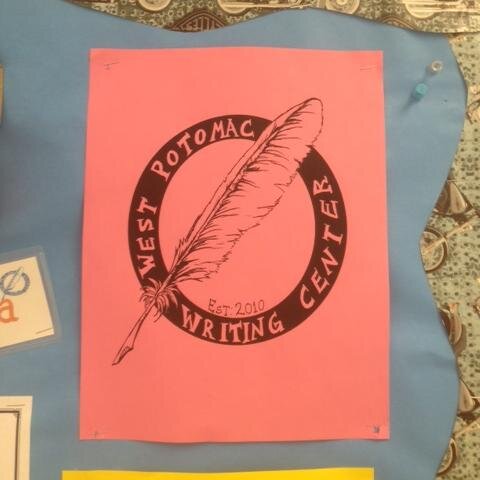 WEST POTOMAC
WRITING CENTER
EST. 2010
a